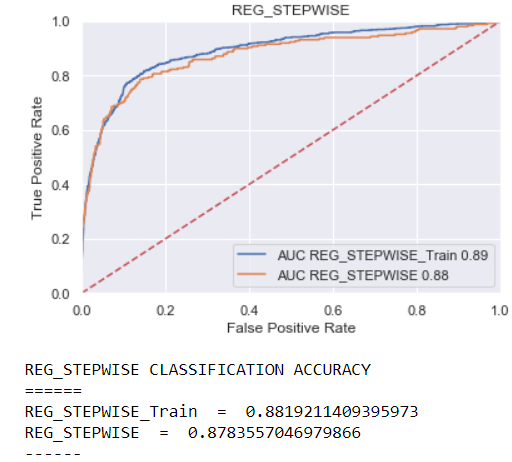 REG_STEPWISE
1.0
0.8
0.6
0.4
0.2
0.0
True Positive Rate
AUC REG_STEPWISE_Train 0.89
AUC REG_STEPWISE 0.88
0.0 0.2 0.4 0.6 0.8 1.0
False Positive Rate
REG_STEPWISE CLASSIFICATION ACCURACY
======
REG_STEPWISE_Train = 0.8819211409395973
REG_STEPWISE = 0.8783557046979866
------